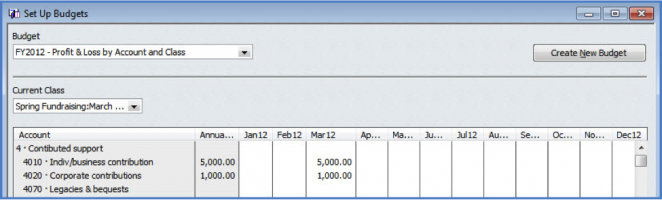 Set Up Budgets
Budget
FY2012 - Profit & Loss by Account and Class
Create New Budget
Current Class
Spring Fundraising:March ...
Account Annua... Jan12 Feb12 Mar12 Ap... Ma... Ju... Jul12 Au... Se... Oc... No... Dec12
4 · Contibuted support
4010 · Indiv/business contribution 5,000.00 5,000.00
4020 · Corporate contributions 1,000.00 1,000.00
4070 · Legacies & bequests